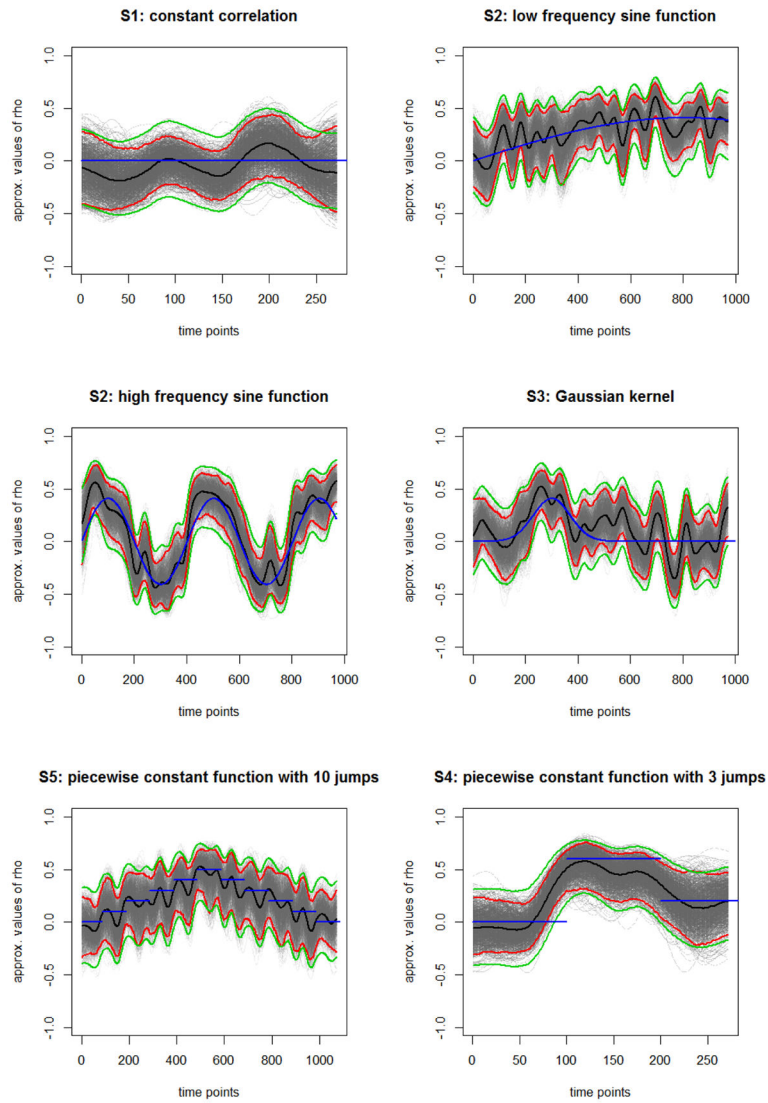 S1: constant correlation
approx. values of rho
1.0
0.5
0.0
-0.5
-1.0
0 50 100 150 200 250
time points
S2: low frequency sine function
approx. values of rho
1.0
0.5
0.0
-0.5
-1.0
0 200 400 600 800 1000
time points
S2: high frequency sine function
approx. values of rho
1.0
0.5
0.0
-0.5
-1.0
0 200 400 600 800 1000
time points
S3: Gaussian kernel
approx. values of rho
1.0
0.5
0.0
-0.5
-1.0
0 200 400 600 800 1000
time points
S5: piecewise constant function with 10 jumps
approx. values of rho
1.0
0.5
0.0
-0.5
-1.0
0 200 400 600 800 1000
time points
S4: piecewise constant function with 3 jumps
approx. values of rho
1.0
0.5
0.0
-0.5
-1.0
0 50 100 150 200 250
time points